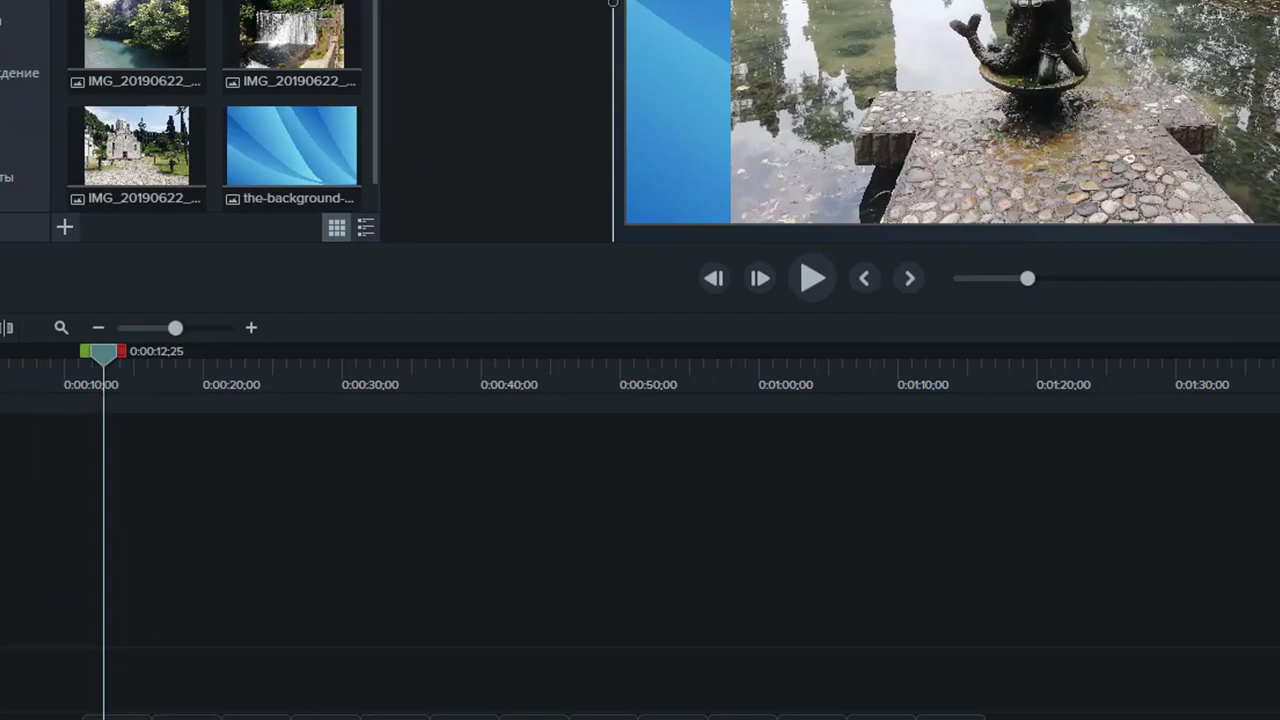 ждение
IMG_20190622_...
IMG_20190622_...
IMG_20190622_...
the-background-...
ты
0:00:12;25
0:00:10;00
0:00:20;00
0:00:30;00
0:00:40;00
0:00:50;00
0:01:00;00
0:01:10;00
0:01:20;00
0:01:30;00